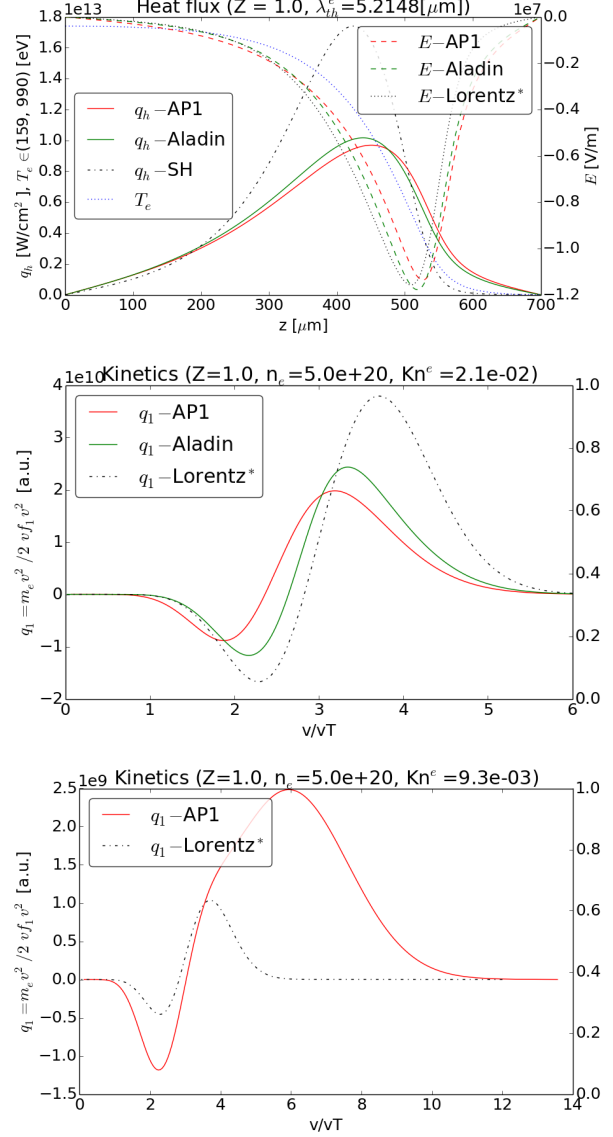 Heat flux (Z = 1.0, λ_th^e=5.2148[μm])
1e13
1e7
q_h [W/cm²], T_e ∈(159, 990) [eV]
1.8
1.6
1.4
1.2
1.0
0.8
0.6
0.4
0.2
0.0
q_h−AP1
q_h−Aladin
q_h−SH
T_e
E−AP1
E−Aladin
E−Lorentz*
0.0
−0.2
−0.4
−0.6
−0.8
−1.0
−1.2
E [V/m]
0 100 200 300 400 500 600 700
z [μm]
Kinetics (Z=1.0, n_e=5.0e+20, Kn^e =2.1e-02)
1e10
q_1 =m_e v² /2 vf_1 v² [a.u.]
4
3
2
1
0
−1
−2
q_1−AP1
q_1−Aladin
q_1−Lorentz*
1.0
0.8
0.6
0.4
0.2
0.0
0 1 2 3 4 5 6
v/vT
Kinetics (Z=1.0, n_e=5.0e+20, Kn^e =9.3e-03)
1e9
q_1 =m_e v² /2 vf_1 v² [a.u.]
2.5
2.0
1.5
1.0
0.5
0.0
−0.5
−1.0
−1.5
q_1−AP1
q_1−Lorentz*
1.0
0.8
0.6
0.4
0.2
0.0
0 2 4 6 8 10 12 14
v/vT